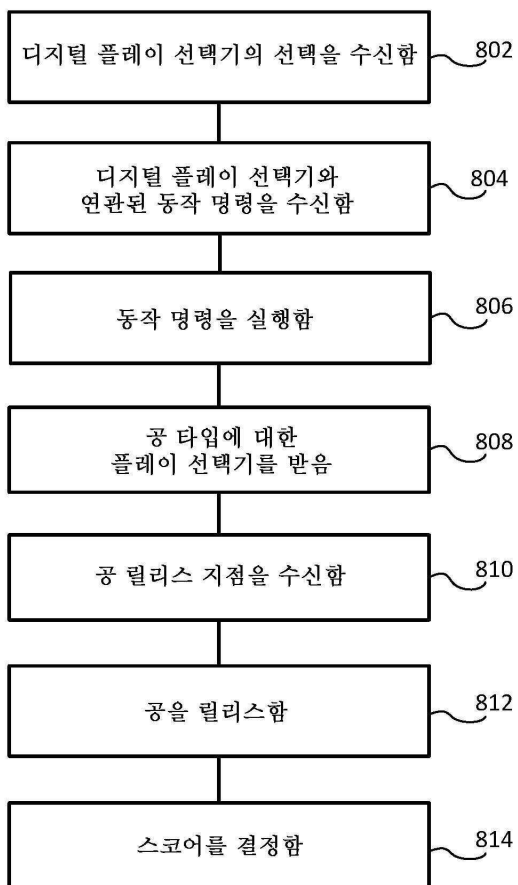 디지털 플레이 선택기의 선택을 수신함
802
디지털 플레이 선택기와
연관된 동작 명령을 수신함
804
동작 명령을 실행함
806
공 타입에 대한
플레이 선택기를 받음
808
공 릴리스 지점을 수신함
810
공을 릴리스함
812
스코어를 결정함
814